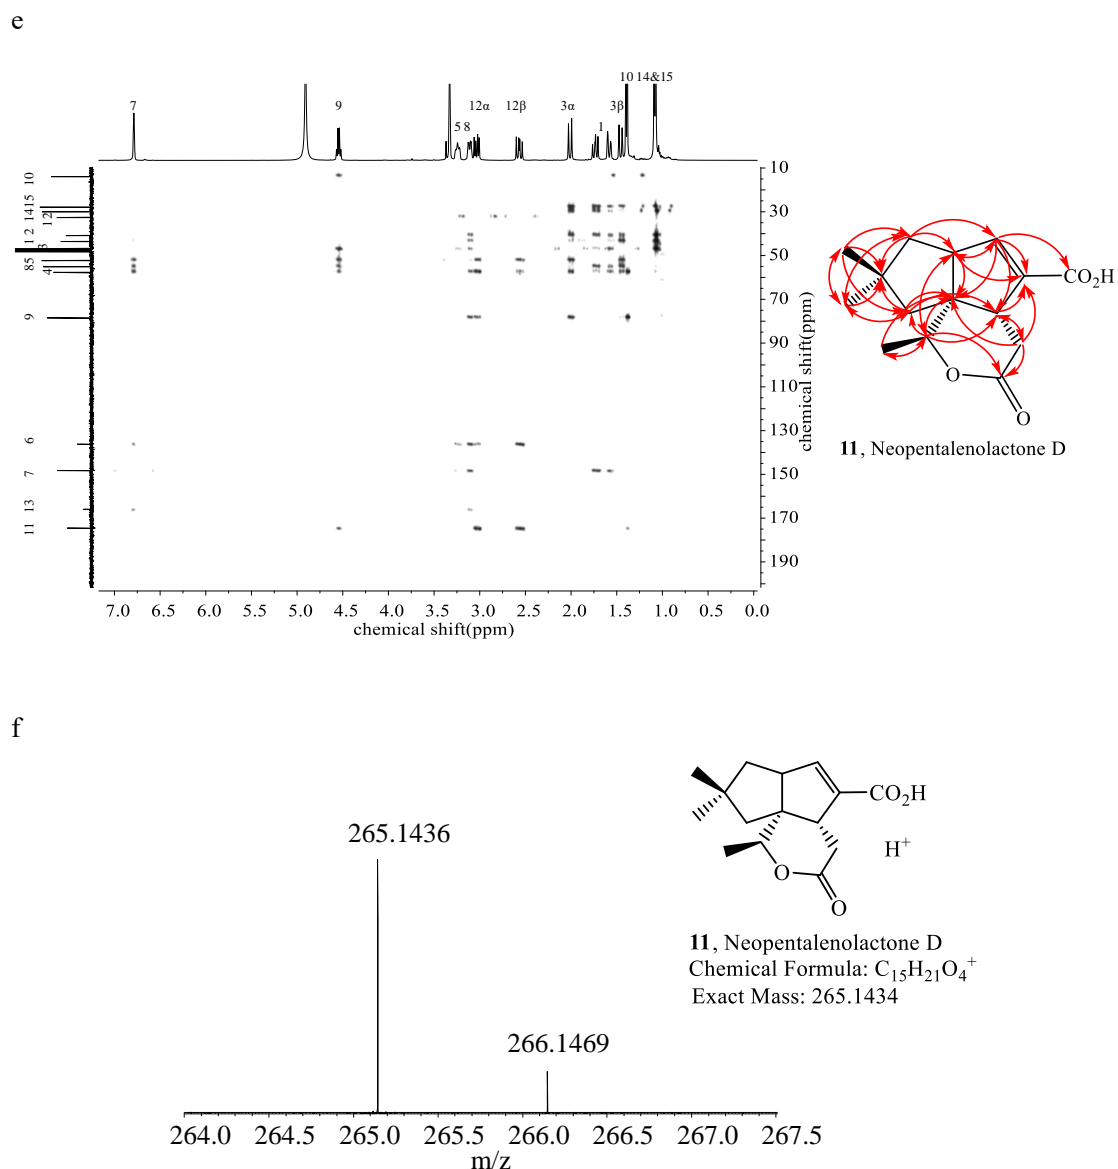 e
7
9
5 8
12α
12β
3α
1
3β
10 14&15
10
1415
12
1 2
3
85
4
9
6
7
13
11
10
30
50
70
90
110
130
150
170
190
chemical shift(ppm)
7.0 6.5 6.0 5.5 5.0 4.5 4.0 3.5 3.0 2.5 2.0 1.5 1.0 0.5 0.0
chemical shift(ppm)
CO₂H
O
O
11, Neopentalenolactone D
f
265.1436
266.1469
264.0 264.5 265.0 265.5 266.0 266.5 267.0 267.5
m/z
CO₂H
H⁺
O
O
11, Neopentalenolactone D
Chemical Formula: C₁₅H₂₁O₄⁺
Exact Mass: 265.1434